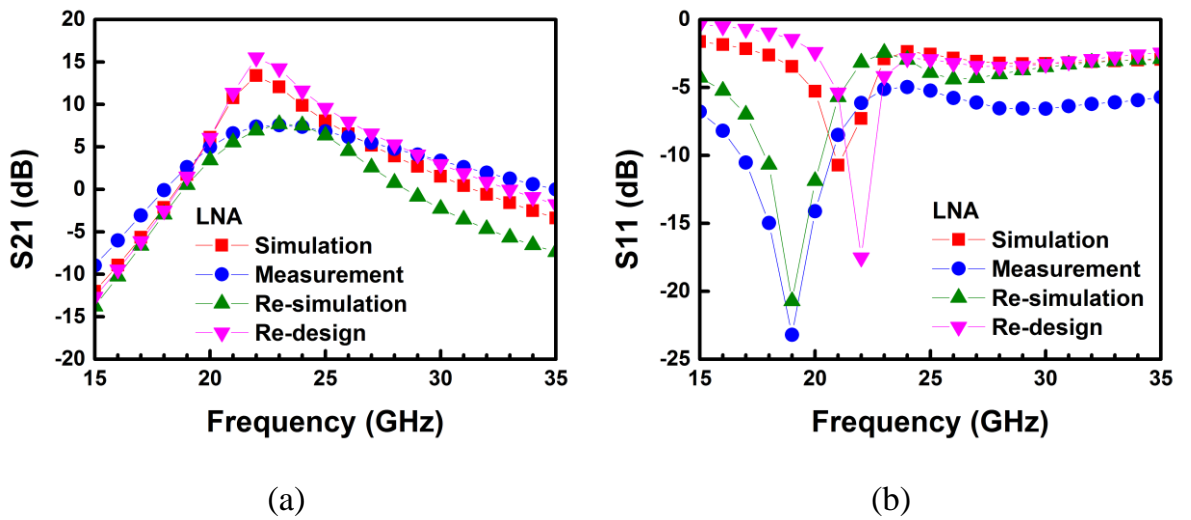 20
15
10
5
0
-5
-10
-15
-20
S21 (dB)
LNA
Simulation
Measurement
Re-simulation
Re-design
15 20 25 30 35
Frequency (GHz)
(a)
0
-5
-10
-15
-20
-25
S11 (dB)
LNA
Simulation
Measurement
Re-simulation
Re-design
15 20 25 30 35
Frequency (GHz)
(b)